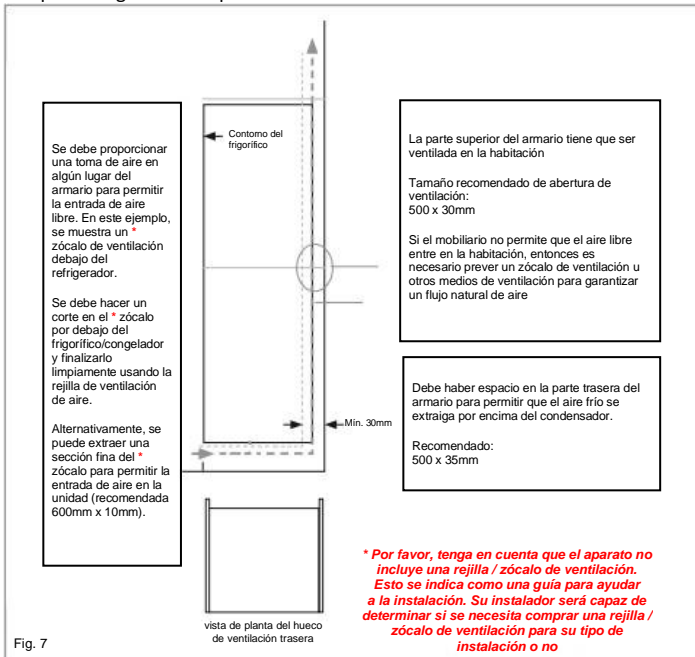 Se debe proporcionar
una toma de aire en
algún lugar del
armario para permitir
la entrada de aire
libre. En este ejemplo,
se muestra un *
zócalo de ventilación
debajo del
refrigerador.
Se debe hacer un
corte en el * zócalo
por debajo del
frigorífico/congelador
y finalizarlo
limpiamente usando la
rejilla de ventilación
de aire.
Alternativamente, se
puede extraer una
sección fina del *
zócalo para permitir la
entrada de aire en la
unidad (recomendada
600mm x 10mm).
Contorno del
frigorífico
Mín. 30mm
La parte superior del armario tiene que ser
ventilada en la habitación
Tamaño recomendado de abertura de
ventilación:
500 x 30mm
Si el mobiliario no permite que el aire libre
entre en la habitación, entonces es
necesario prever un zócalo de ventilación u
otros medios de ventilación para garantizar
un flujo natural de aire
Debe haber espacio en la parte trasera del
armario para permitir que el aire frío se
extraiga por encima del condensador.
Recomendado:
500 x 35mm
* Por favor, tenga en cuenta que el aparato no
incluye una rejilla / zócalo de ventilación.
Esto se indica como una guía para ayudar
a la instalación. Su instalador será capaz de
determinar si se necesita comprar una rejilla /
zócalo de ventilación para su tipo de
instalación o no
vista de planta del hueco
de ventilación trasera
Fig. 7